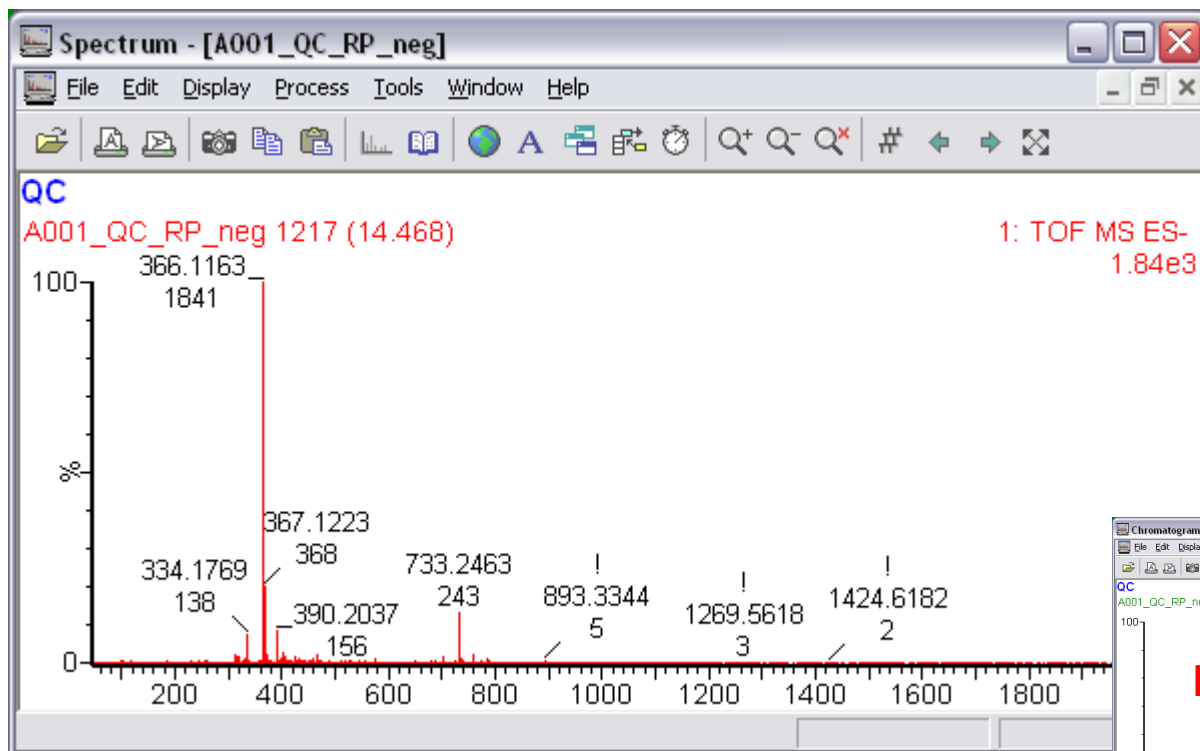 Spectrum - [A001_QC_RP_neg]
File Edit Display Process Tools Window Help
QC
A001_QC_RP_neg 1217 (14.468)
1: TOF MS ES-
1.84e3
100
%
0
366.1163
1841
367.1223
368
334.1769
138
390.2037
156
733.2463
243
!
893.3344
5
!
1269.5618
3
!
1424.6182
2
200 400 600 800 1000 1200 1400 1600 1800
Chromatogram
File Edit
QC
100